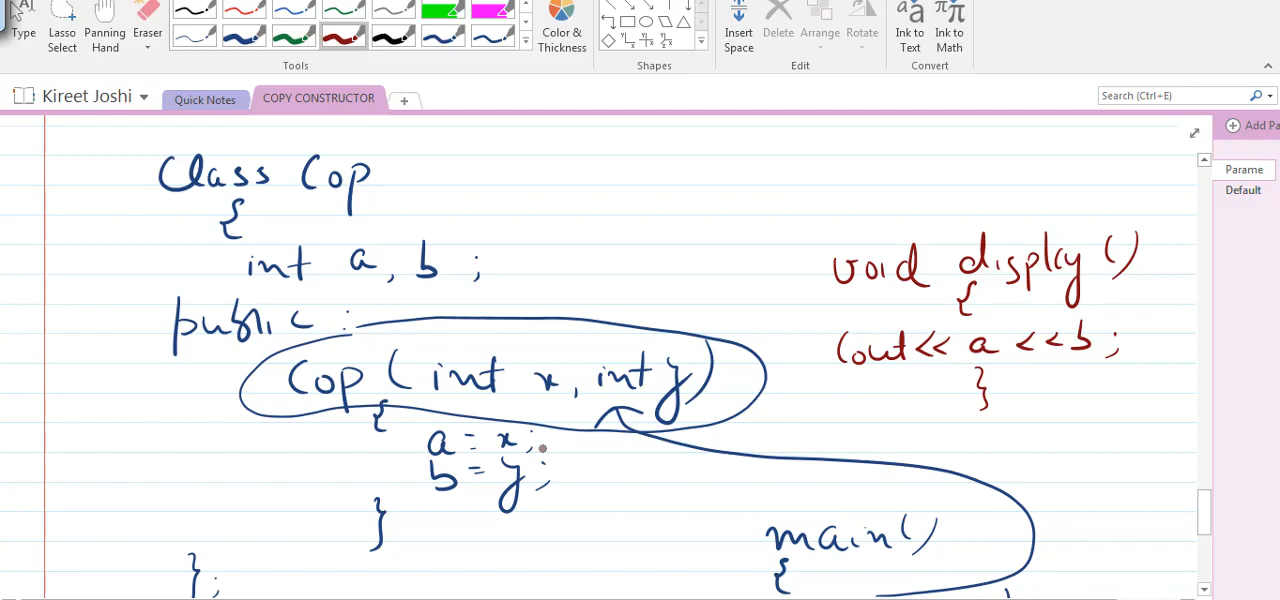 Type
Lasso Select
Panning Hand
Eraser
Color & Thickness
Insert Space
Delete
Arrange
Rotate
Ink to Text
Ink to Math
Tools
Shapes
Edit
Convert
Kireet Joshi
Quick Notes
COPY CONSTRUCTOR
Search (Ctrl+E)
Add Pa
Parame
Default
Class Cop
{
int a, b ;
public :
Cop ( int x, int y )
{
a = x ;
b = y ;
}
};
void display ()
{
Cout << a << b ;
}
main()
{